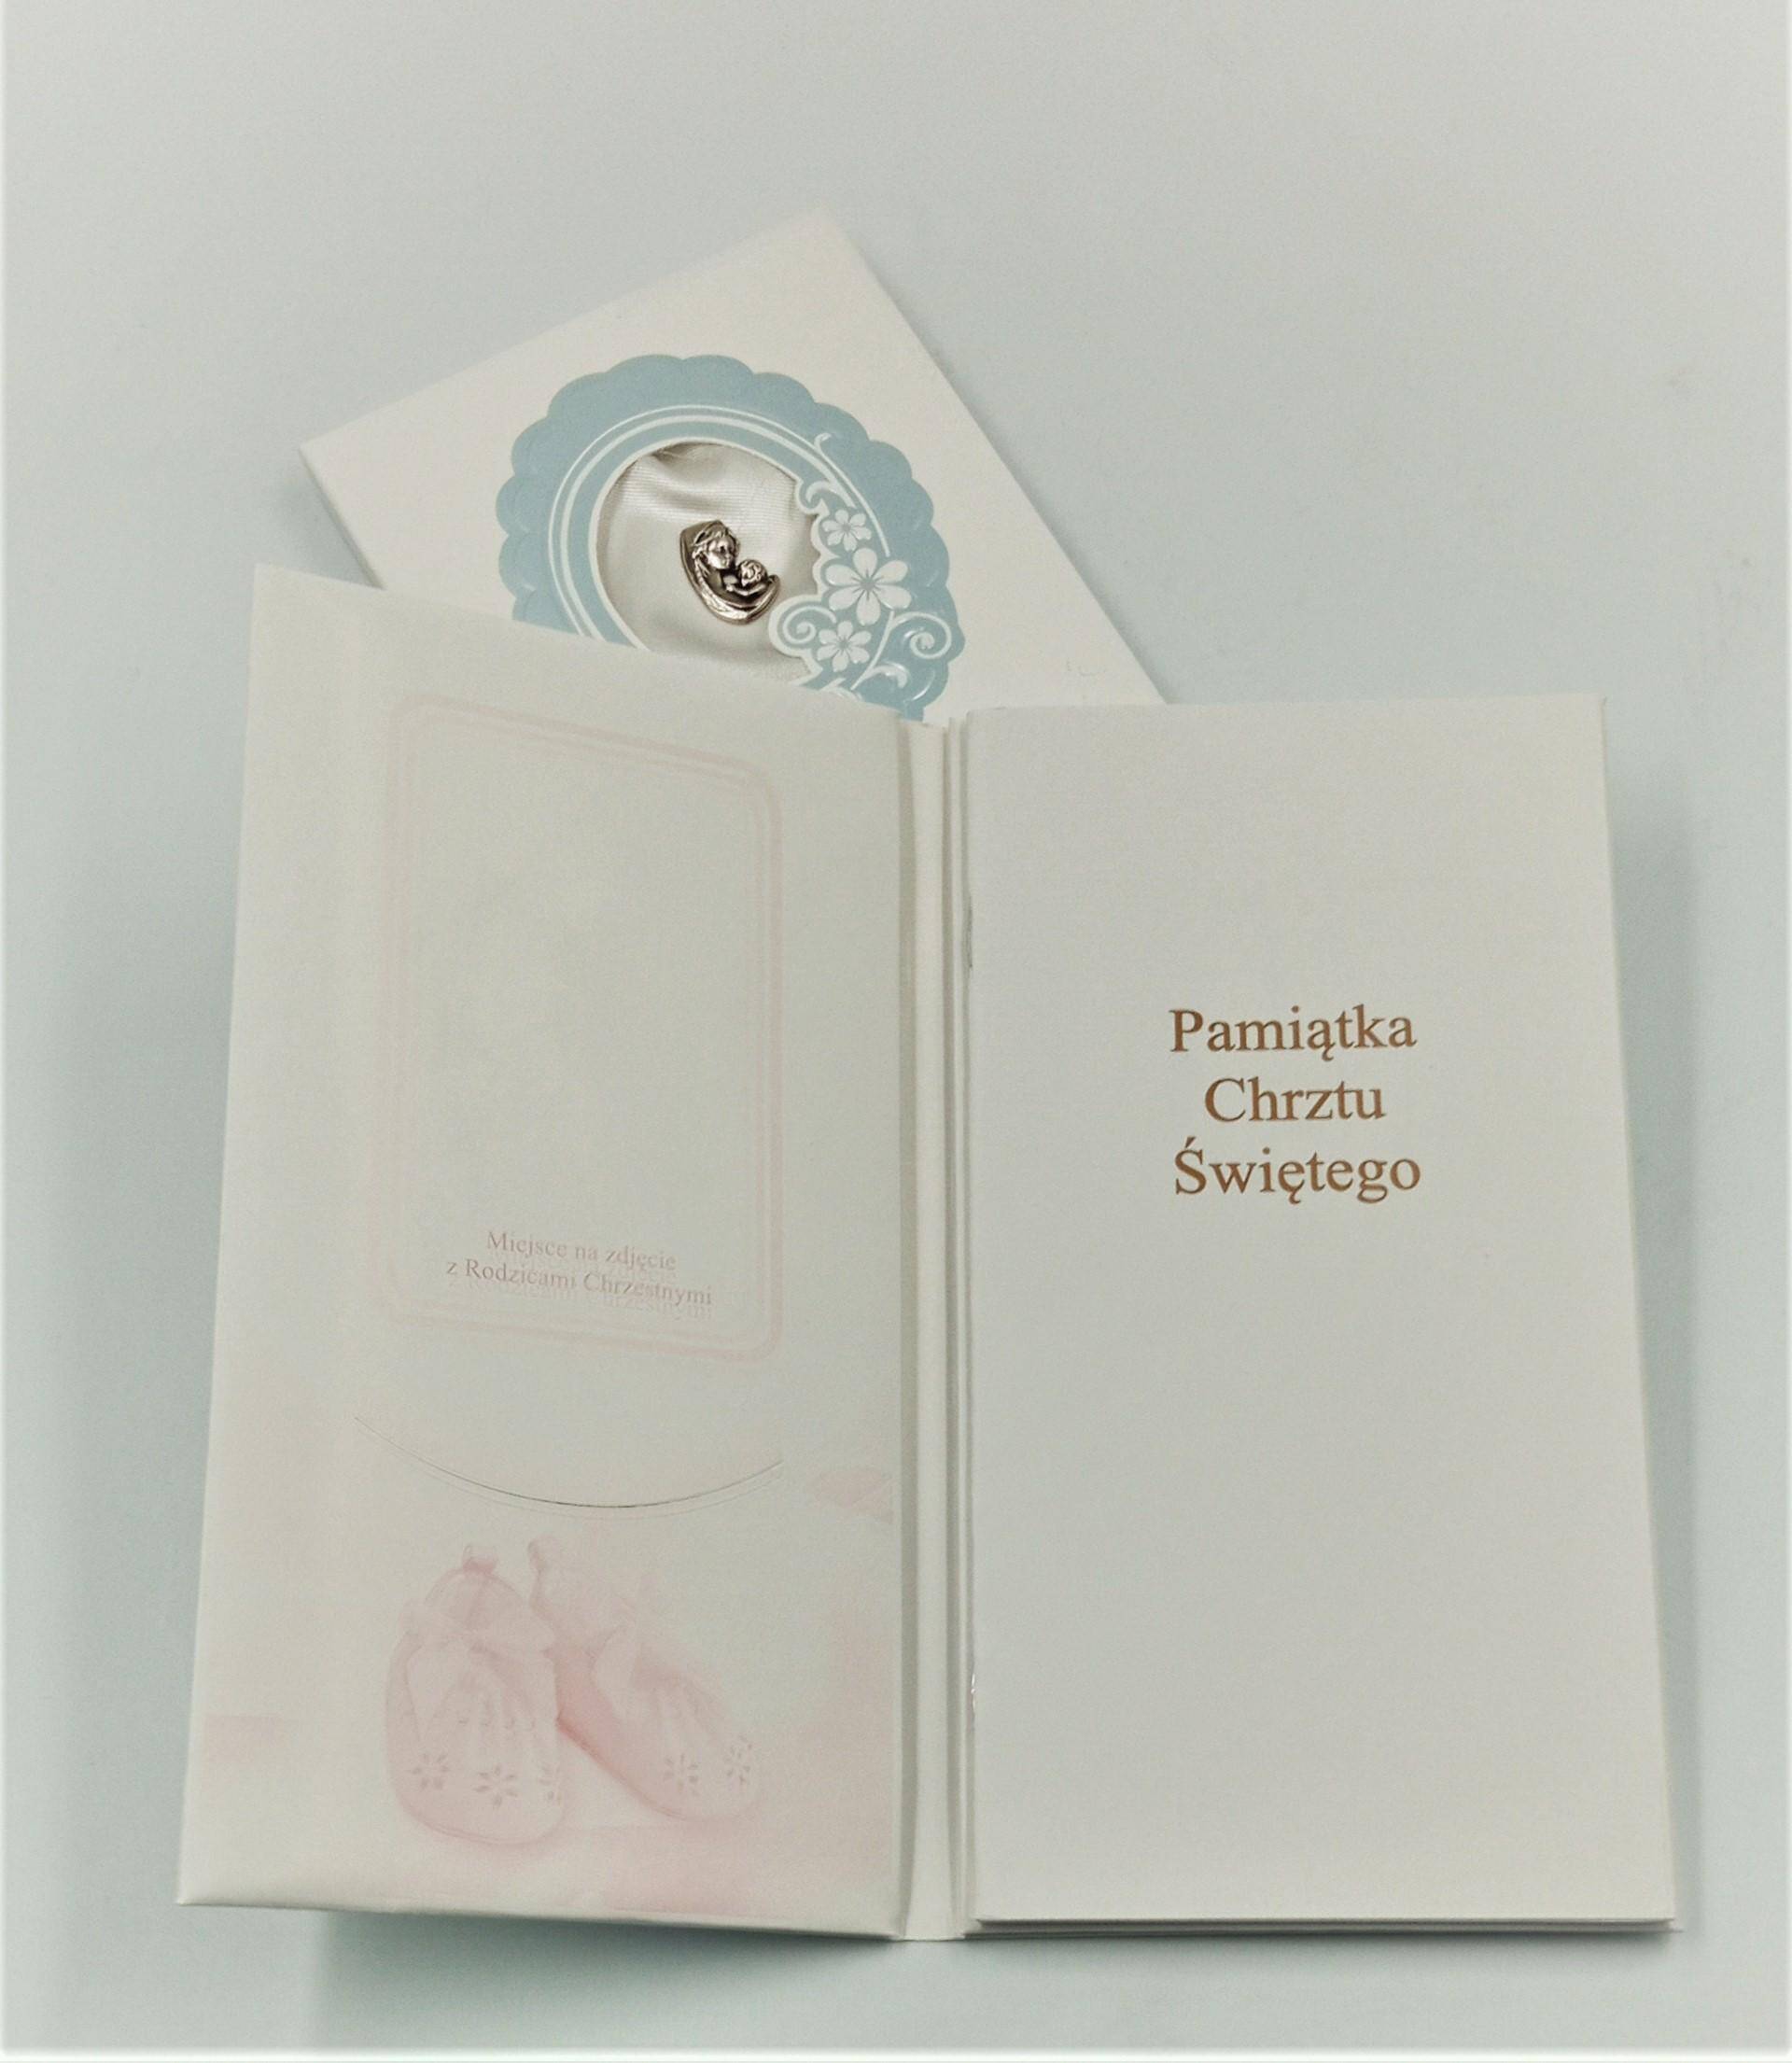 Miejsce na zdjęcie
z Rodzicami Chrzestnymi
Pamiątka
Chrztu
Świętego